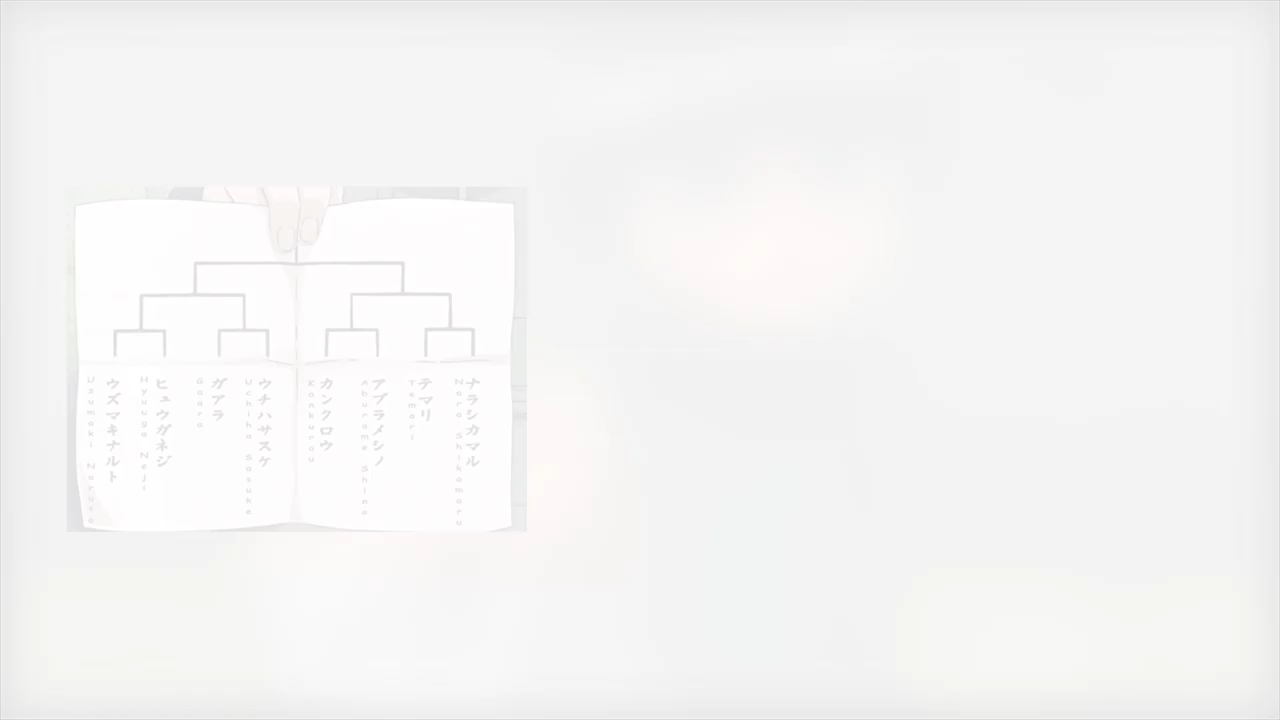 Uzumaki Naruto
ウズマキナルト
Hyuuga Neji
ヒュウガネジ
Gaara
ガアラ
Uchiha Sasuke
ウチハサスケ
Kankurou
カンクロウ
Aburame Shino
アブラメシノ
Temari
テマリ
Nara Shikamaru
ナラシカマル